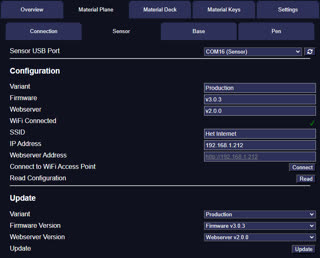 Overview Material Plane Material Deck Material Keys Settings
Connection Sensor Base Pen
Sensor USB Port COM16 (Sensor)
Configuration
Variant Production
Firmware v3.0.3
Webserver v2.0.0
WiFi Connected ✓
SSID Het Internet
IP Address 192.168.1.212
Webserver Address http://192.168.1.212
Connect to WiFi Access Point Connect
Read Configuration Read
Update
Variant Production
Firmware Version Firmware v3.0.3
Webserver Version Webserver v2.0.0
Update Update